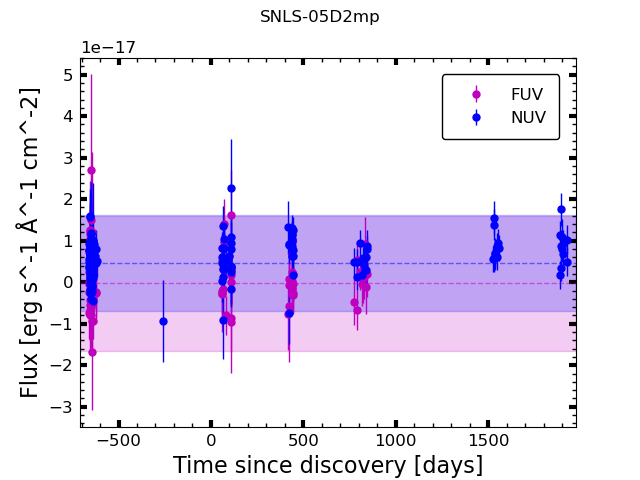 SNLS-05D2mp
1e−17
5
4
3
2
1
0
−1
−2
−3
Flux [erg s^-1 Å^-1 cm^-2]
FUV
NUV
−500 0 500 1000 1500
Time since discovery [days]